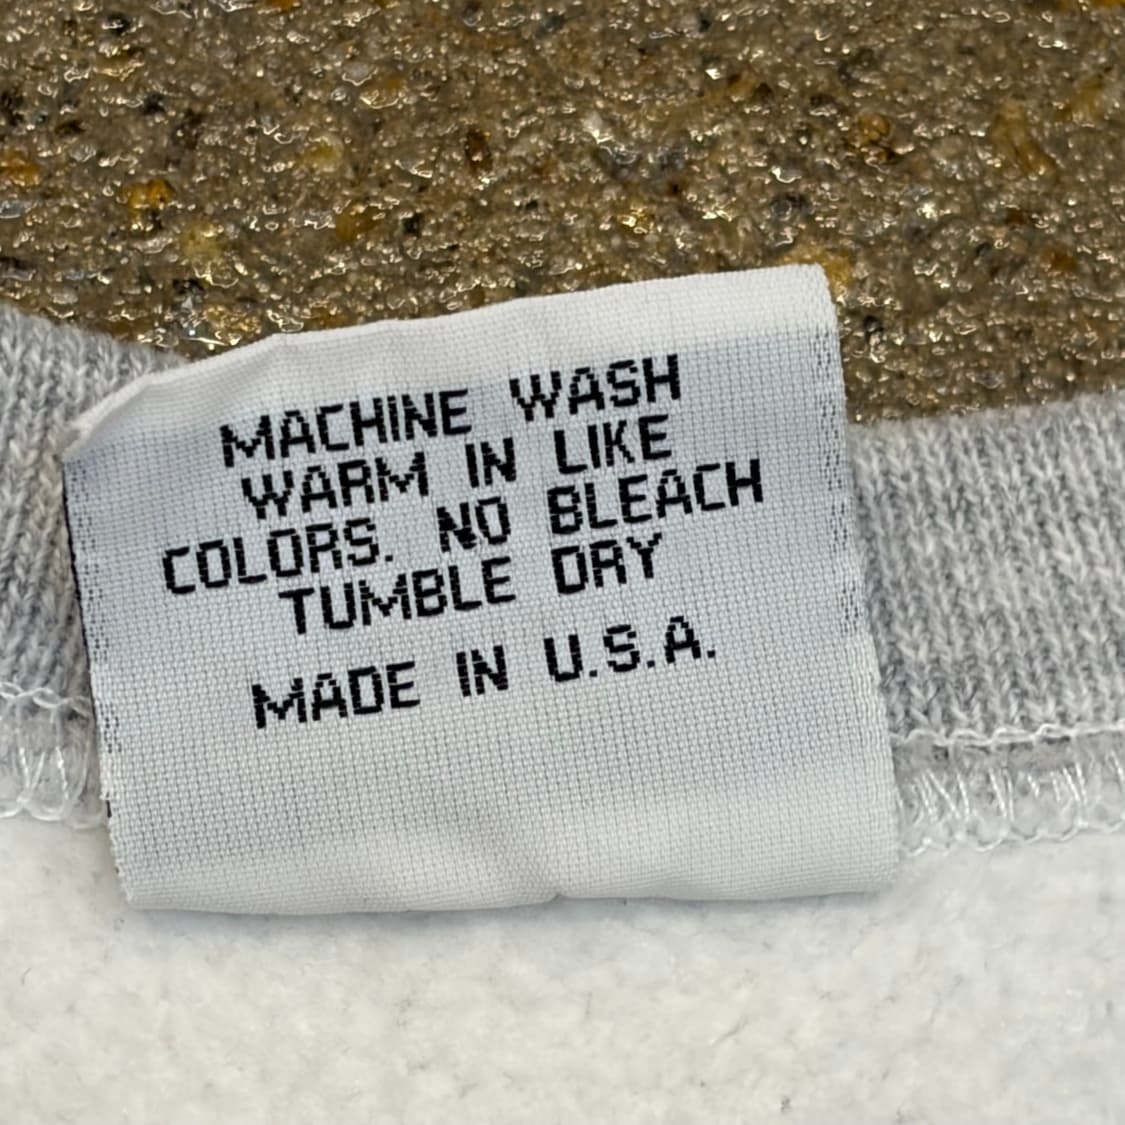 MACHINE WASH
WARM IN LIKE
COLORS. NO BLEACH
TUMBLE DRY
MADE IN U.S.A.